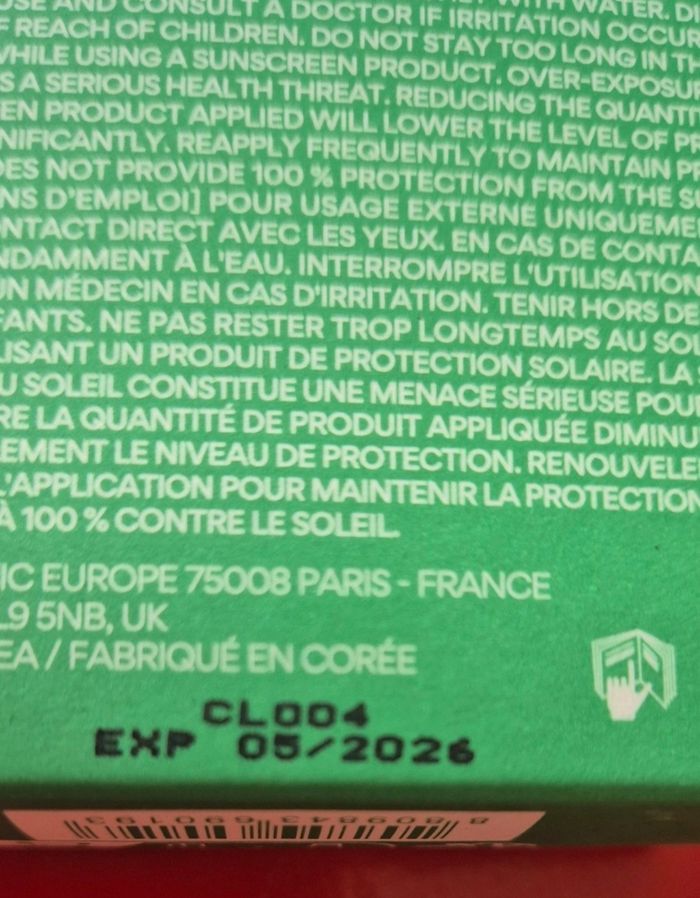 USE AND CONSULT A DOCTOR IF IRRITATION OCCUR
REACH OF CHILDREN. DO NOT STAY TOO LONG IN
WHILE USING A SUNSCREEN PRODUCT. OVER-EXPOSU
S A SERIOUS HEALTH THREAT. REDUCING THE QUANTI
EN PRODUCT APPLIED WILL LOWER THE LEVEL OF
NIFICANTLY. REAPPLY FREQUENTLY TO MAINTAIN
ES NOT PROVIDE 100 % PROTECTION FROM THE
NS D'EMPLOI] POUR USAGE EXTERNE UNIQUEME
NTACT DIRECT AVEC LES YEUX. EN CAS DE CONTA
NDAMMENT À L'EAU. INTERROMPRE L'UTILISATION
UN MÉDECIN EN CAS D'IRRITATION. TENIR HORS DE
FANTS. NE PAS RESTER TROP LONGTEMPS AU SOL
LISANT UN PRODUIT DE PROTECTION SOLAIRE. LA
U SOLEIL CONSTITUE UNE MENACE SÉRIEUSE POU
RE LA QUANTITÉ DE PRODUIT APPLIQUÉE DIMINU
LEMENT LE NIVEAU DE PROTECTION. RENOUVELE
L'APPLICATION POUR MAINTENIR LA PROTECTION
À 100 % CONTRE LE SOLEIL.
IC EUROPE 75008 PARIS - FRANCE
L9 5NB, UK
EA / FABRIQUÉ EN CORÉE
CL004
EXP 05/2026
8 809843 690193